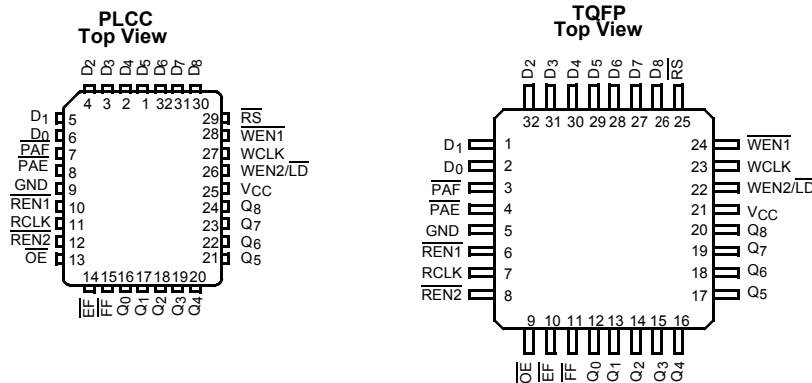 PLCC
Top View
D2 D3 D4 D5 D6 D7 D8
4 3 2 1 32 31 30
D1 5
D0 6
PAF 7
PAE 8
GND 9
REN1 10
RCLK 11
REN2 12
OE 13
29 RS
28 WEN1
27 WCLK
26 WEN2/LD
25 VCC
24 Q8
23 Q7
22 Q6
21 Q5
14 15 16 17 18 19 20
EF FF Q0 Q1 Q2 Q3 Q4
TQFP
Top View
D2 D3 D4 D5 D6 D7 D8 RS
32 31 30 29 28 27 26 25
D1 1
D0 2
PAF 3
PAE 4
GND 5
REN1 6
RCLK 7
REN2 8
24 WEN1
23 WCLK
22 WEN2/LD
21 VCC
20 Q8
19 Q7
18 Q6
17 Q5
9 10 11 12 13 14 15 16
OE EF FF Q0 Q1 Q2 Q3 Q4